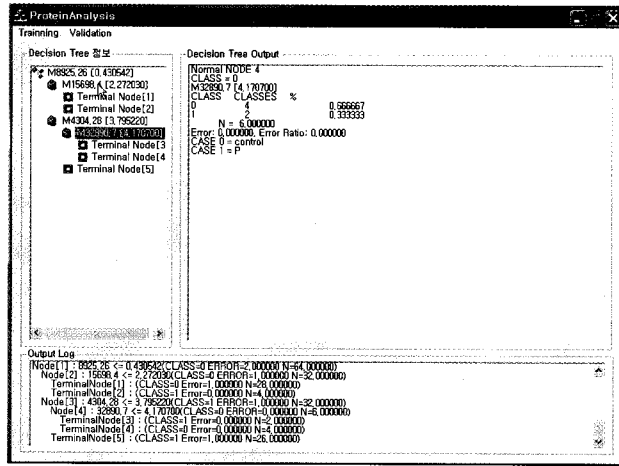 ProteinAnalysis
Trainning Validation
Decision Tree 정보
M8925,26 [0,430542]
M15698,4 [2,272030]
Terminal Node[1]
Terminal Node[2]
M4304,28 [3,795220]
M32890,7 [4,170700]
Terminal Node[3
Terminal Node[4
Terminal Node[5]
Decision Tree Output
Normal NODE 4
CLASS = 0
M32890,7 [4,170700]
CLASS CLASSES %
0 4 0,666667
1 2 0,333333
N = 6,000000
Error: 0,000000, Error Ratio: 0,000000
CASE 0 = control
CASE 1 = P
Output Log
Node[1] : 8925,26 <= 0,430542(CLASS=0 ERROR=2,000000 N=64,000000)
Node[2] : 15698,4 <= 2,272030(CLASS=0 ERROR=1,000000 N=32,000000)
TerminalNode[1] : (CLASS=0 Error=1,000000 N=28,000000)
TerminalNode[2] : (CLASS=1 Error=0,000000 N=4,000000)
Node[3] : 4304,28 <= 3,795220(CLASS=1 ERROR=1,000000 N=32,000000)
Node[4] : 32890,7 <= 4,170700(CLASS=0 ERROR=0,000000 N=6,000000)
TerminalNode[3] : (CLASS=1 Error=0,000000 N=2,000000)
TerminalNode[4] : (CLASS=0 Error=0,000000 N=4,000000)
TerminalNode[5] : (CLASS=1 Error=1,000000 N=26,000000)